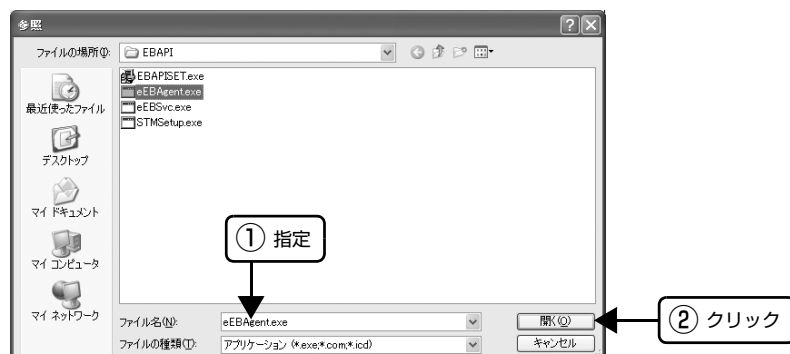 参照
ファイルの場所(I):
EBAPI
EBAPISET.exe
eEBAgent.exe
eEBSvc.exe
STMSetup.exe
最近使ったファイル
デスクトップ
マイ ドキュメント
マイ コンピュータ
マイ ネットワーク
① 指定
ファイル名(N):
eEBAgent.exe
開く(O)
② クリック
ファイルの種類(T):
アプリケーション (*.exe;*.com;*.icd)
キャンセル